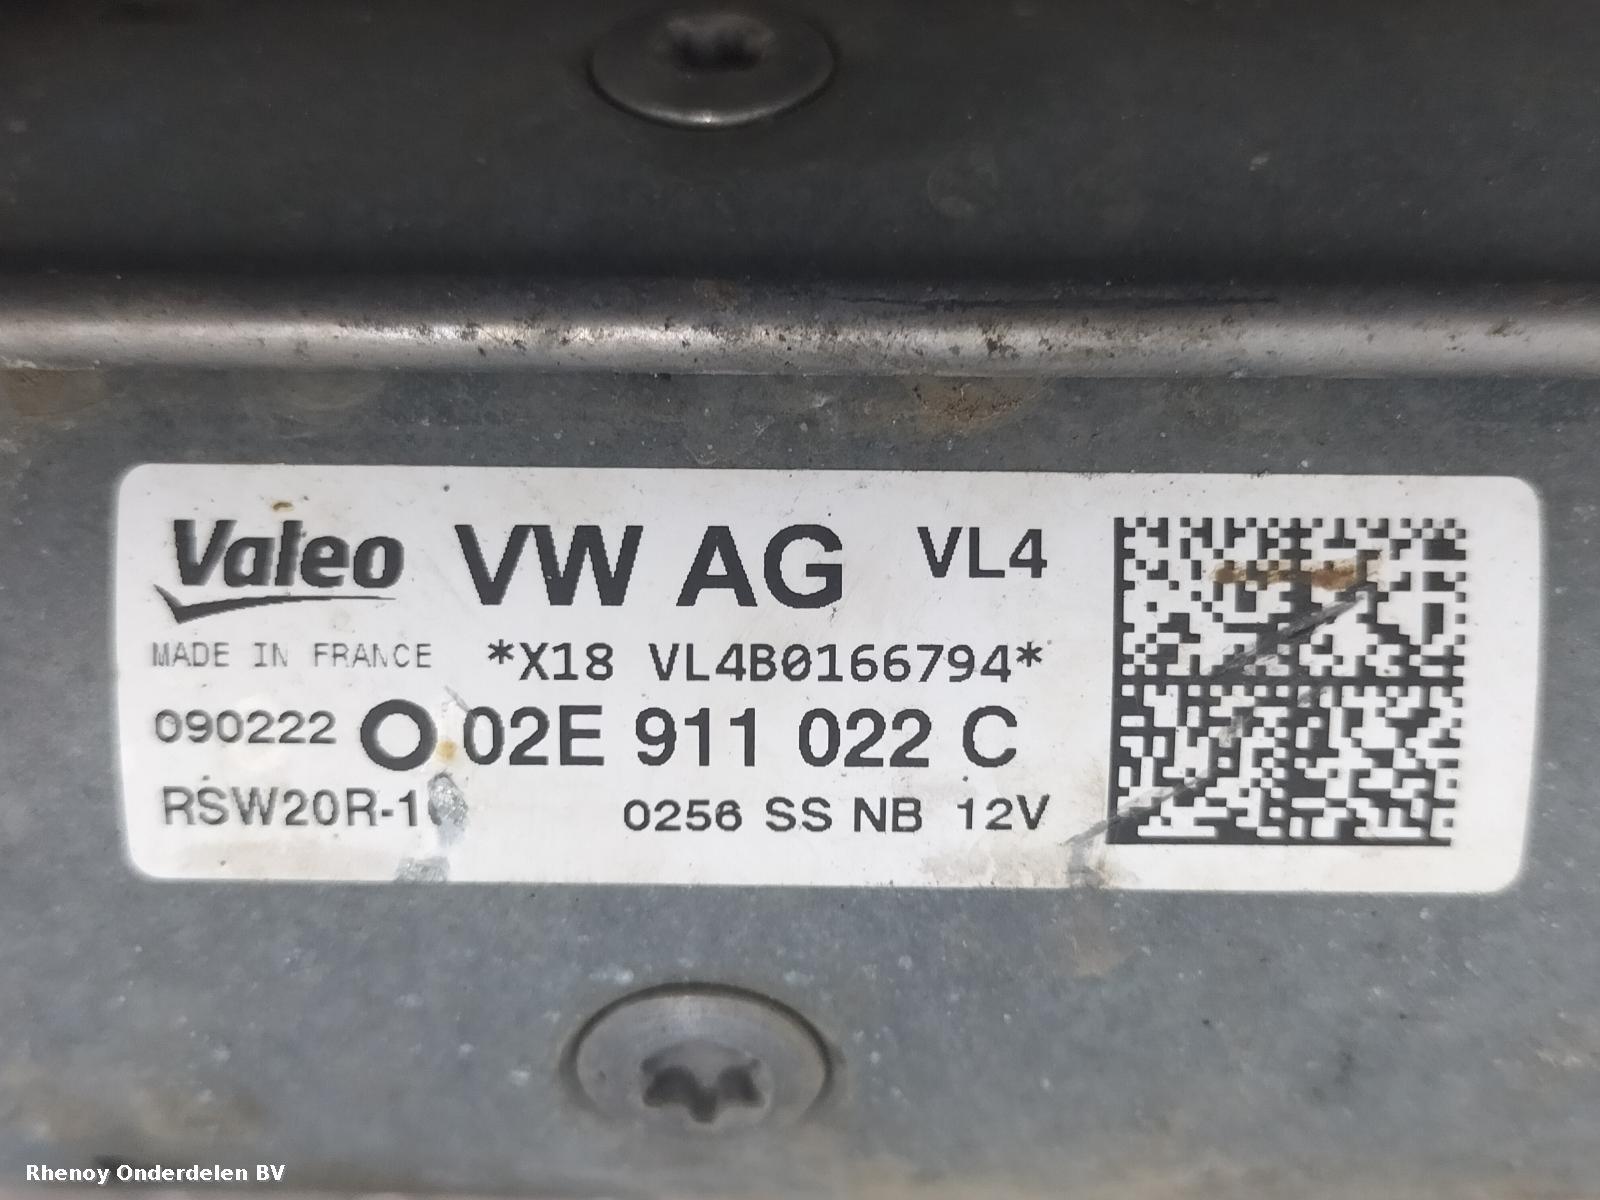 Valeo VW AG VL4
MADE IN FRANCE *X18 VL4B0166794*
090222 O 02E 911 022 C
0256 SS NB 12V
Rhenoy Onderdelen BV